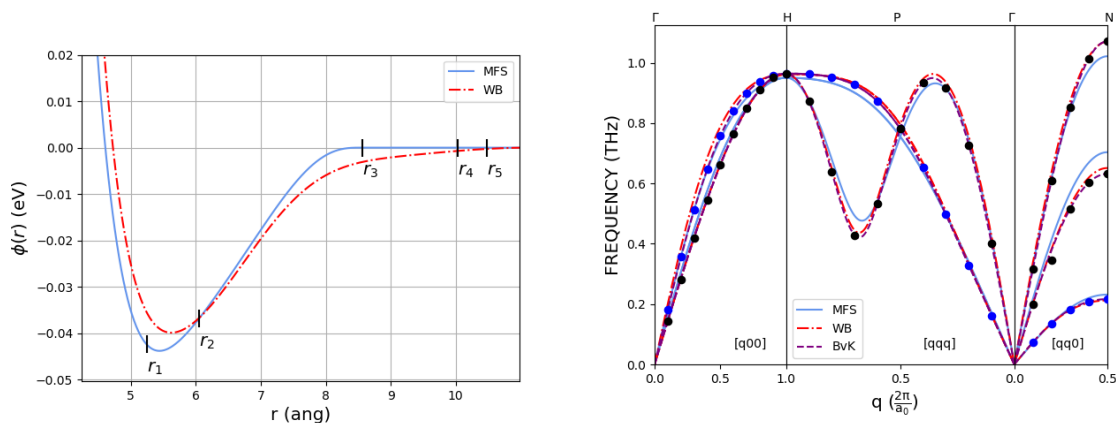 0.02
0.01
0.00
−0.01
−0.02
−0.03
−0.04
−0.05
ϕ(r) (eV)
MFS
WB
r1
r2
r3
r4
r5
5
6
7
8
9
10
r (ang)
Γ
H
P
Γ
N
1.0
0.8
0.6
0.4
0.2
0.0
FREQUENCY (THz)
MFS
WB
BvK
[q00]
[qqq]
[qq0]
0.0
0.5
1.0
0.5
0.0
0.5
q (2π/a0)